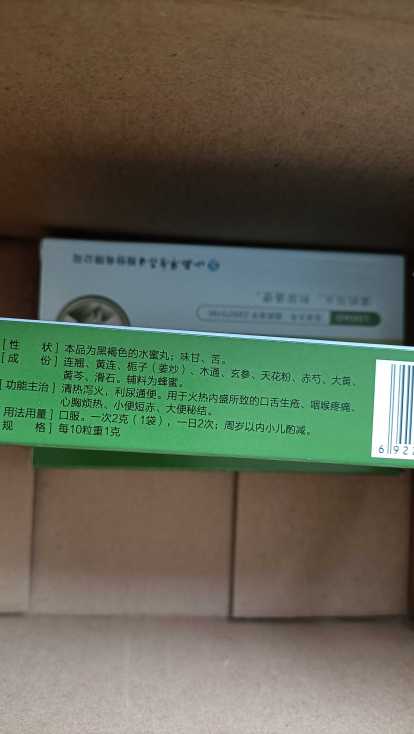 [性 状] 本品为黑褐色的水蜜丸；味甘、苦。
[成 份] 连翘、黄连、栀子（姜炒）、木通、玄参、天花粉、赤芍、大黄、
黄芩、滑石。辅料为蜂蜜。
[功能主治] 清热泻火，利尿通便。用于火热内盛所致的口舌生疮、咽喉疼痛、
心胸烦热、小便短赤、大便秘结。
用法用量] 口服。一次2克（1袋），一日2次；周岁以内小儿酌减。
规 格] 每10粒重1克
6 922